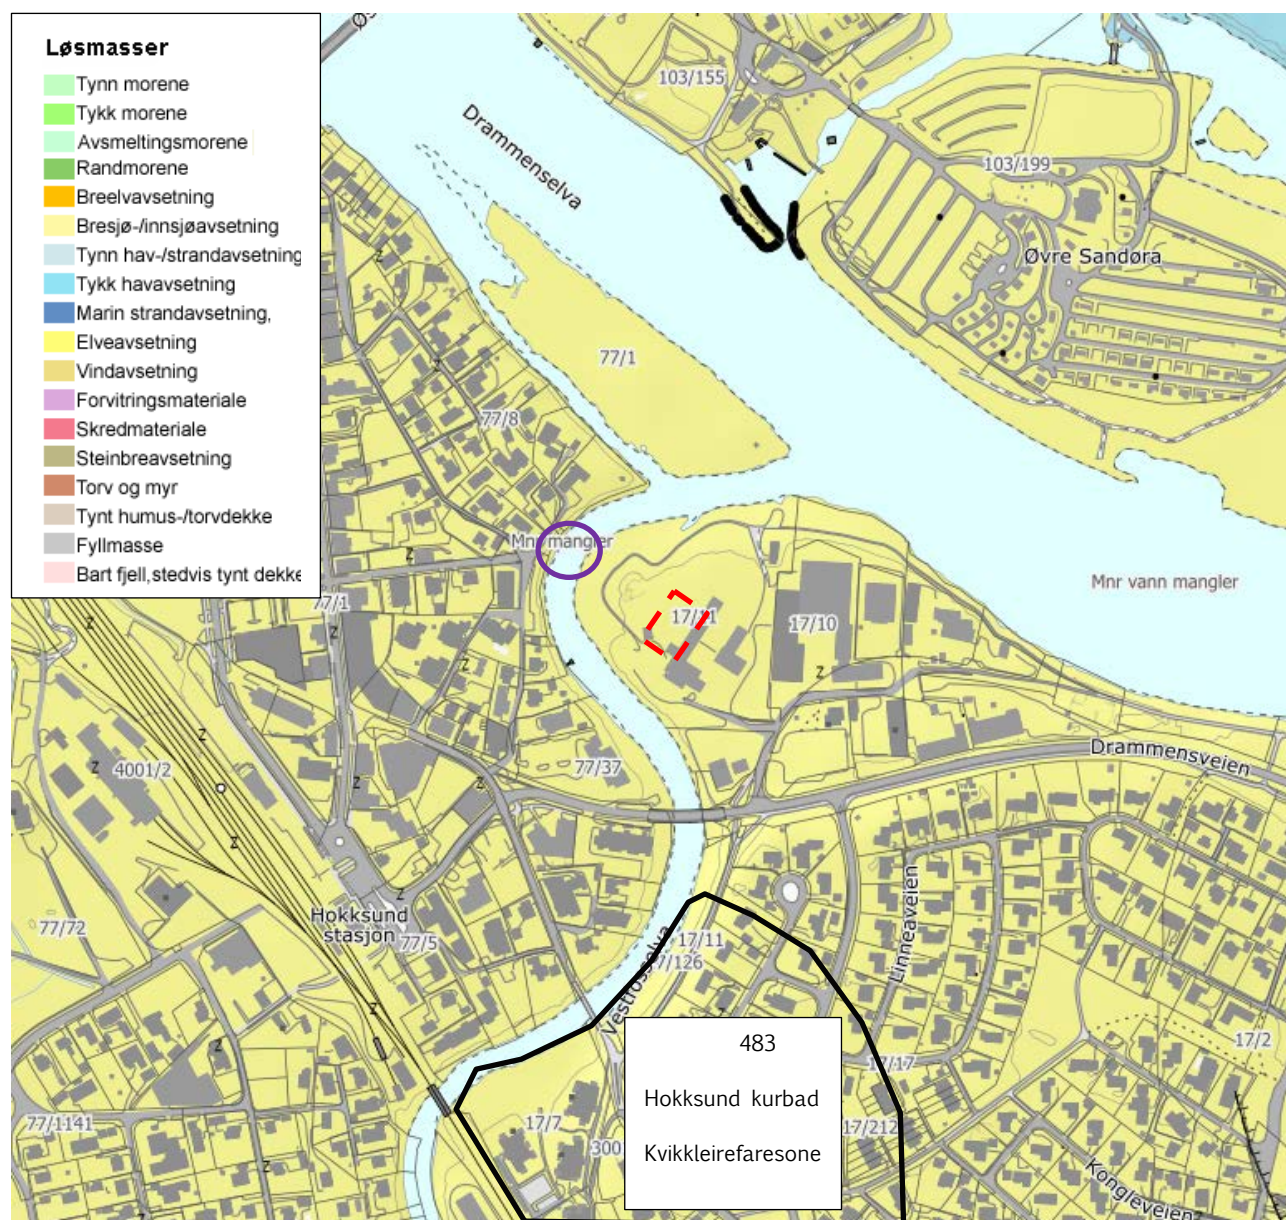 Løsmasser
Tynn morene
Tykk morene
Avsmeltingsmorene
Randmorene
Breelvavsetning
Bresjø-/innsjøavsetning
Tynn hav-/strandavsetning
Tykk havavsetning
Marin strandavsetning,
Elveavsetning
Vindavsetning
Forvitringsmateriale
Skredmateriale
Steinbreavsetning
Torv og myr
Tynt humus-/torvdekke
Fyllmasse
Bart fjell,stedvis tynt dekke
103/155
Drammenselva
103/199
Øvre Sandøra
77/1
77/8
Mnr mangler
Mnr vann mangler
77/1
17/11
17/10
4001/2
77/37
Drammensveien
Linneaveien
77/72
Hokksund
stasjon
77/5
17/11
7/126
Vestfosselva
483
Hokksund kurbad
Kvikkleirefaresone
17/2
17/17
77/1141
17/7
300
17/212
Kongleveien